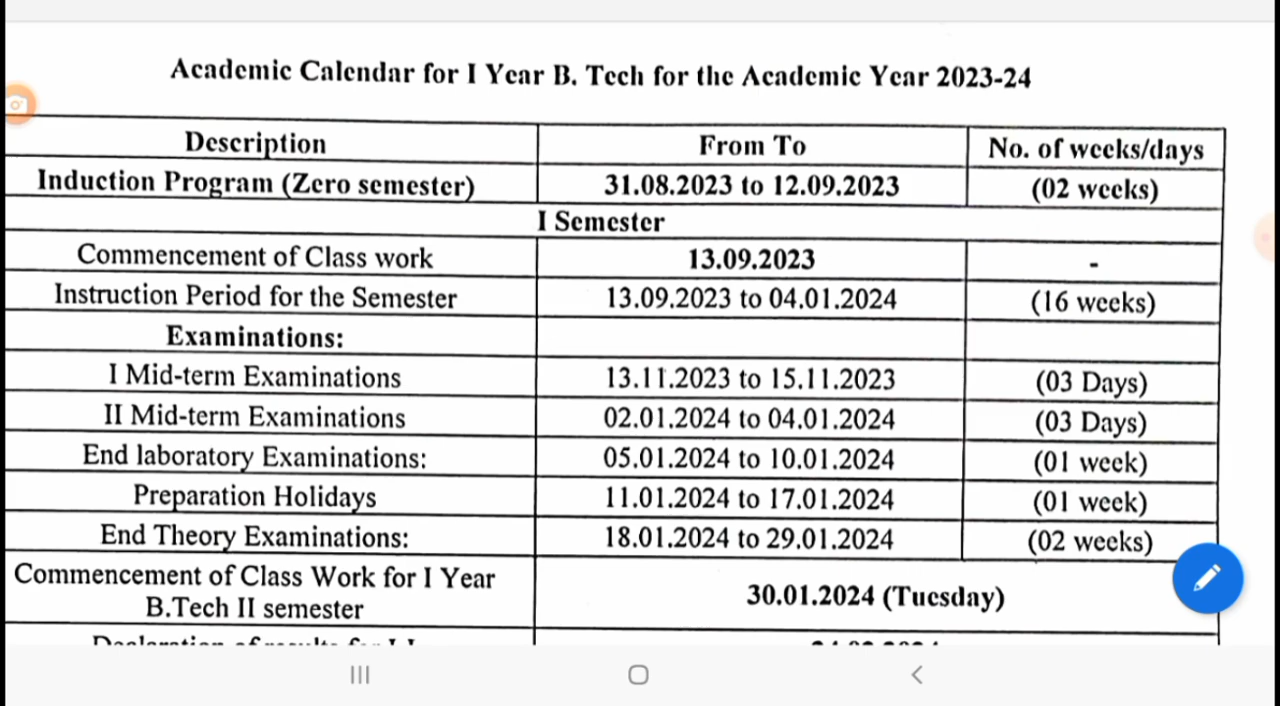 Academic Calendar for I Year B. Tech for the Academic Year 2023-24
Description From To No. of weeks/days
Induction Program (Zero semester) 31.08.2023 to 12.09.2023 (02 weeks)
I Semester
Commencement of Class work 13.09.2023 -
Instruction Period for the Semester 13.09.2023 to 04.01.2024 (16 weeks)
Examinations:
I Mid-term Examinations 13.11.2023 to 15.11.2023 (03 Days)
II Mid-term Examinations 02.01.2024 to 04.01.2024 (03 Days)
End laboratory Examinations: 05.01.2024 to 10.01.2024 (01 week)
Preparation Holidays 11.01.2024 to 17.01.2024 (01 week)
End Theory Examinations: 18.01.2024 to 29.01.2024 (02 weeks)
Commencement of Class Work for I Year
B.Tech II semester 30.01.2024 (Tuesday)